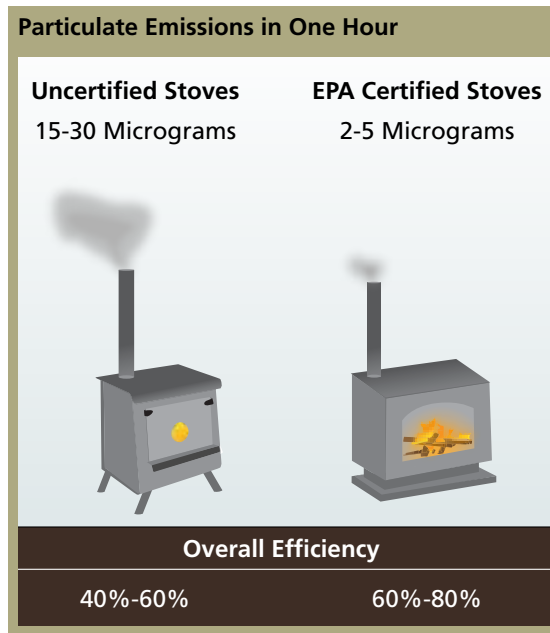 Particulate Emissions in One Hour
Uncertified Stoves
15-30 Micrograms
EPA Certified Stoves
2-5 Micrograms
Overall Efficiency
40%-60%
60%-80%